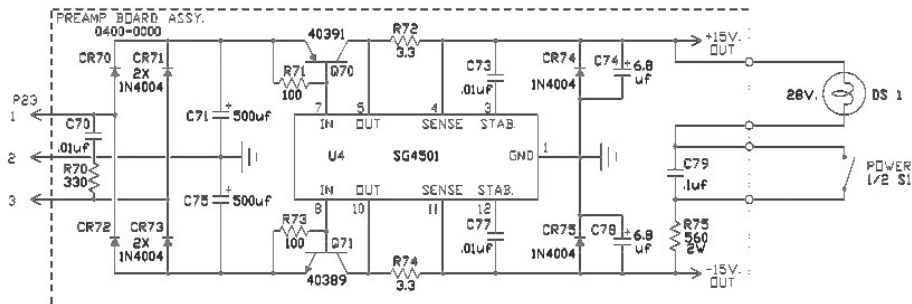 PREAMP BOARD ASSY.
0400-0000
CR70
CR71
2X
1N4004
P23
1
2
3
C70
.01uf
R70
330
CR72
CR73
2X
1N4004
C71
+
500uf
C75
+
500uf
40391
Q70
R71
100
R72
3.3
7
5
4
3
IN
OUT
SENSE
STAB.
U4
SG4501
GND
1
IN
OUT
SENSE
STAB.
8
10
11
12
R73
100
Q71
40389
R74
3.3
C73
.01uf
C77
.01uf
CR74
1N4004
C74
+
6.8
uf
CR75
1N4004
C78
+
6.8
uf
+15V.
OUT
28V.
DS 1
C79
.1uf
R75
560
2W
POWER
1/2 S1
-15V.
OUT